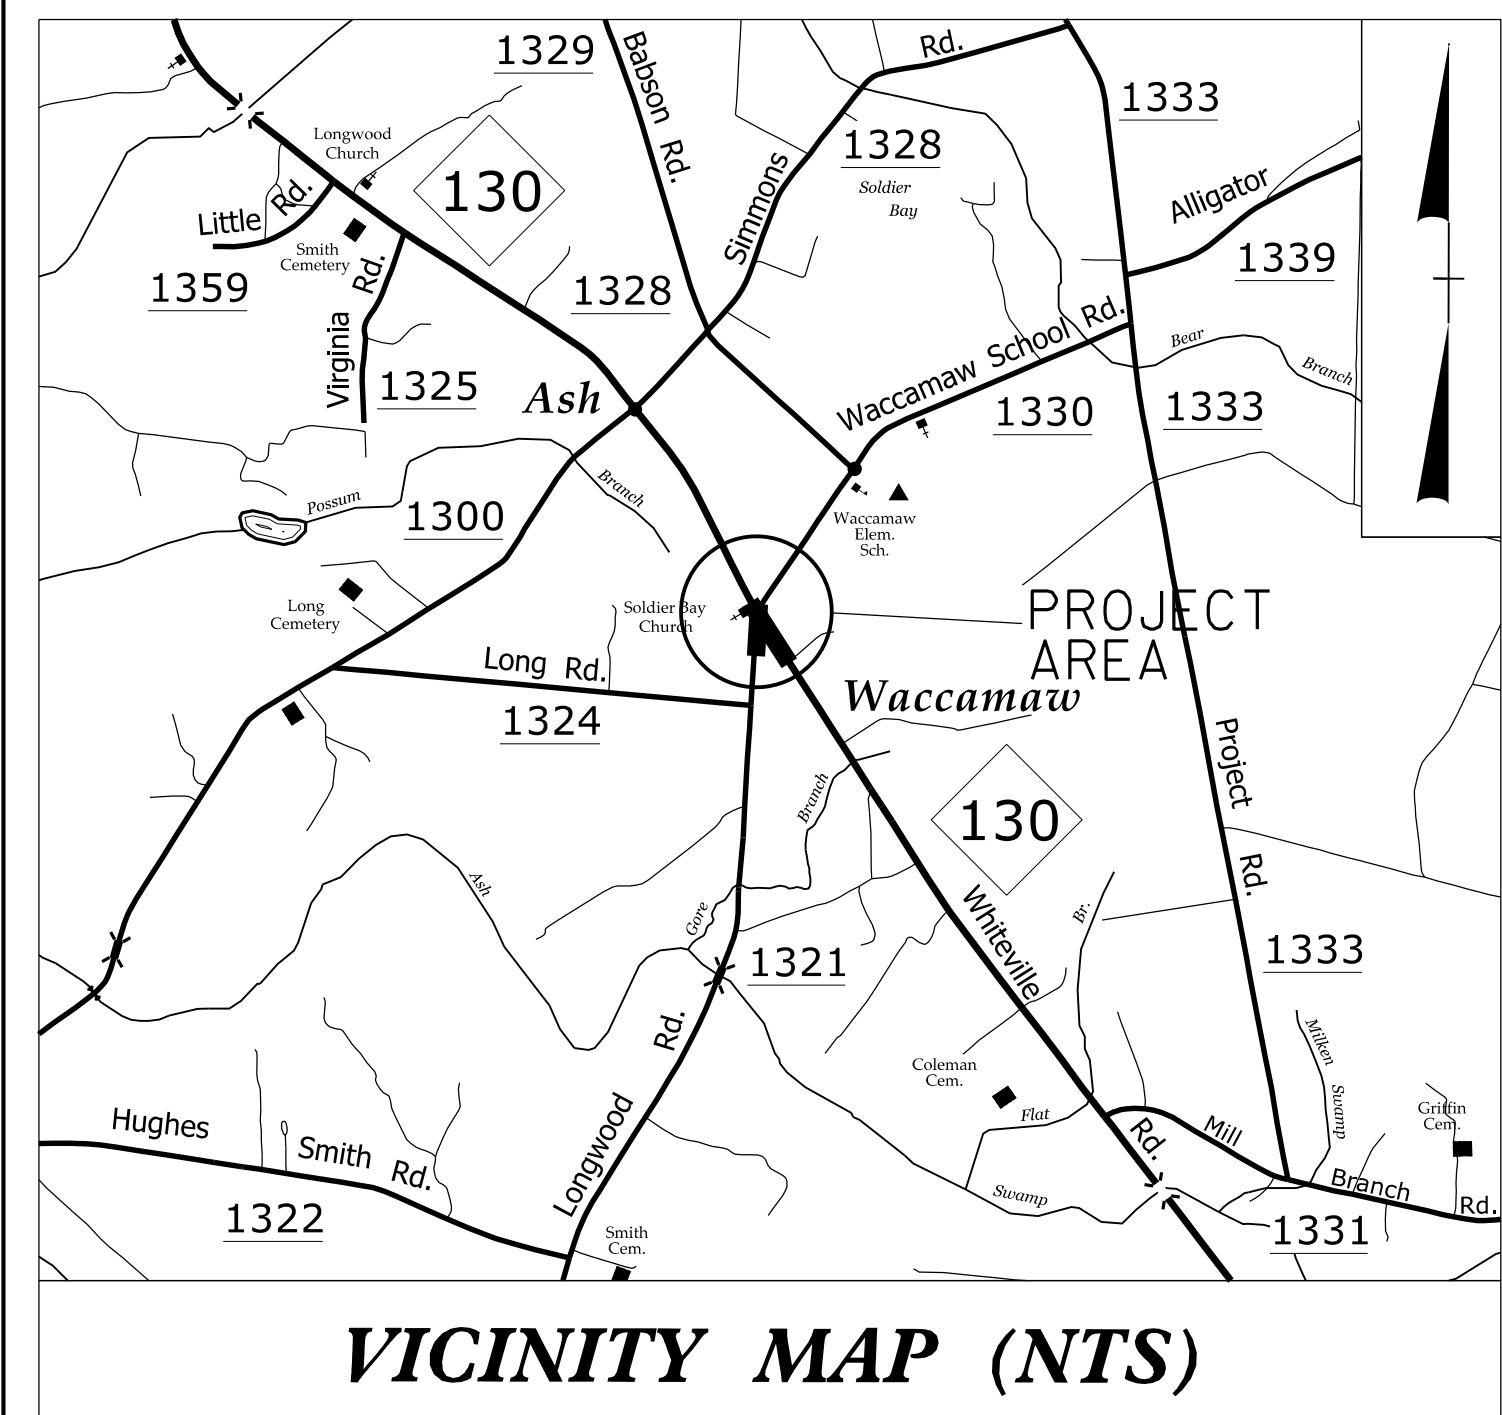 1329
Babson Rd.
Rd.
1333
Longwood
Church
130
1328
Soldier
Bay
Simmons
Alligator
Little Rd.
Smith
Cemetery
1359
Virginia Rd.
1328
1339
Waccamaw School Rd.
Bear
Branch
1325
Ash
1330
1333
Possum
Branch
1300
Waccamaw
Elem.
Sch.
Long
Cemetery
Soldier Bay
Church
PROJECT
AREA
Long Rd.
Waccamaw
1324
Project Rd.
Branch
130
Ash
Gore
Whiteville
Br.
1321
1333
Rd.
Coleman
Cem.
Flat
Milken Swamp
Griffin
Cem.
Hughes Smith Rd.
Longwood
Rd.
Mill Branch Rd.
Swamp
1322
Smith
Cem.
1331
VICINITY MAP (NTS)